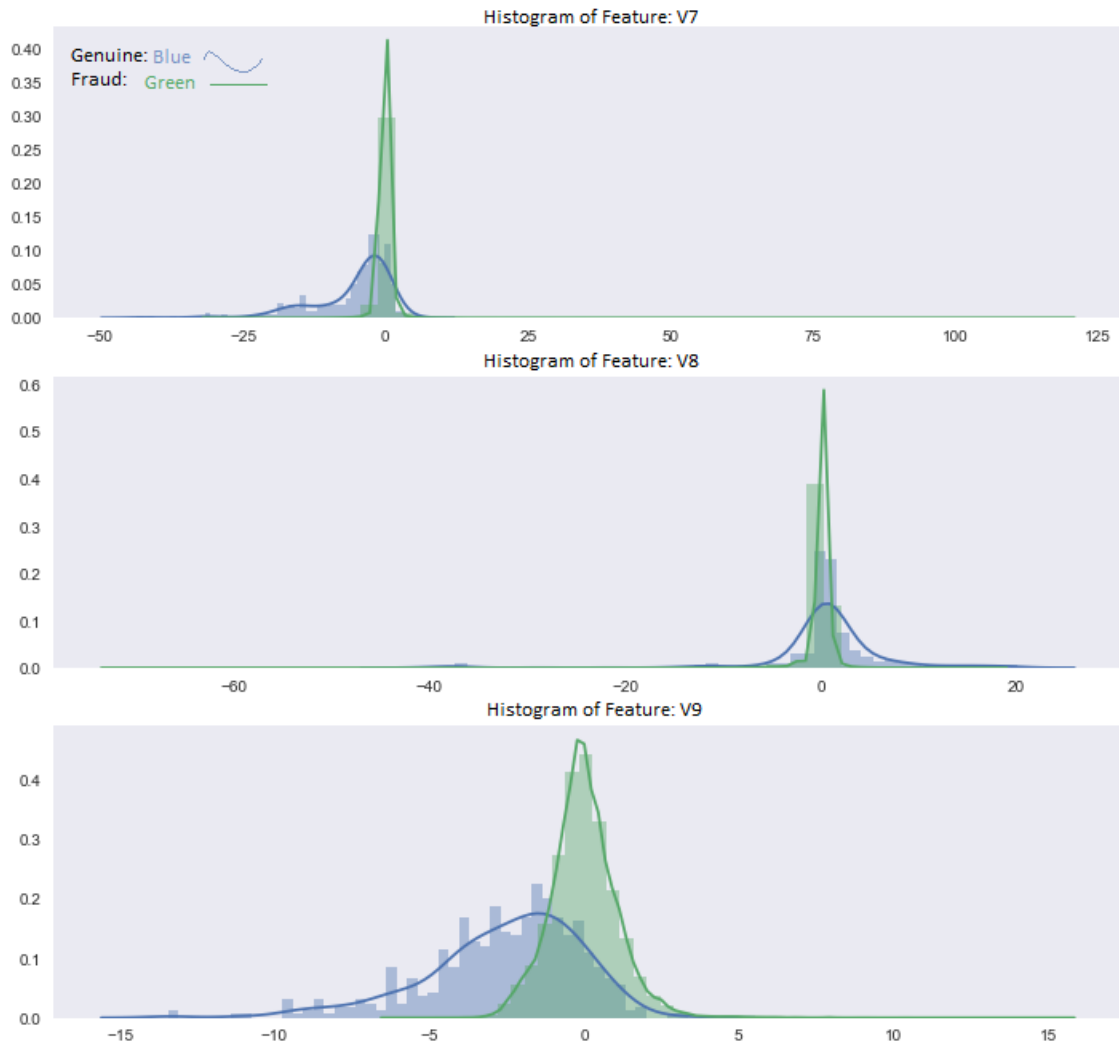 Histogram of Feature: V7
Genuine: Blue
Fraud: Green
0.40
0.35
0.30
0.25
0.20
0.15
0.10
0.05
0.00
−50 −25 0 25 50 75 100 125
Histogram of Feature: V8
0.6
0.5
0.4
0.3
0.2
0.1
0.0
−60 −40 −20 0 20
Histogram of Feature: V9
0.4
0.3
0.2
0.1
0.0
−15 −10 −5 0 5 10 15